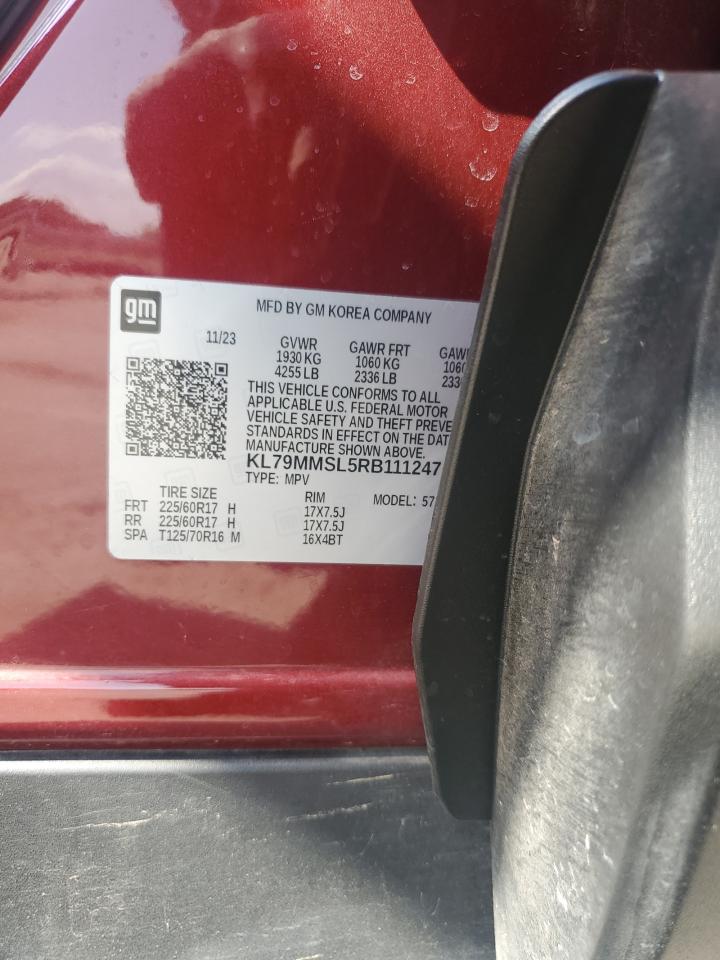 gm
MFD BY GM KOREA COMPANY
11/23
GVWR
1930 KG
4255 LB
GAWR FRT
1060 KG
2336 LB
THIS VEHICLE CONFORMS TO ALL
APPLICABLE U.S. FEDERAL MOTOR
VEHICLE SAFETY AND THEFT PREVE
STANDARDS IN EFFECT ON THE DAT
MANUFACTURE SHOWN ABOVE.
KL79MMSL5RB111247
TYPE: MPV
MODEL: 57
TIRE SIZE RIM
FRT 225/60R17 H 17X7.5J
RR 225/60R17 H 17X7.5J
SPA T125/70R16 M 16X4BT